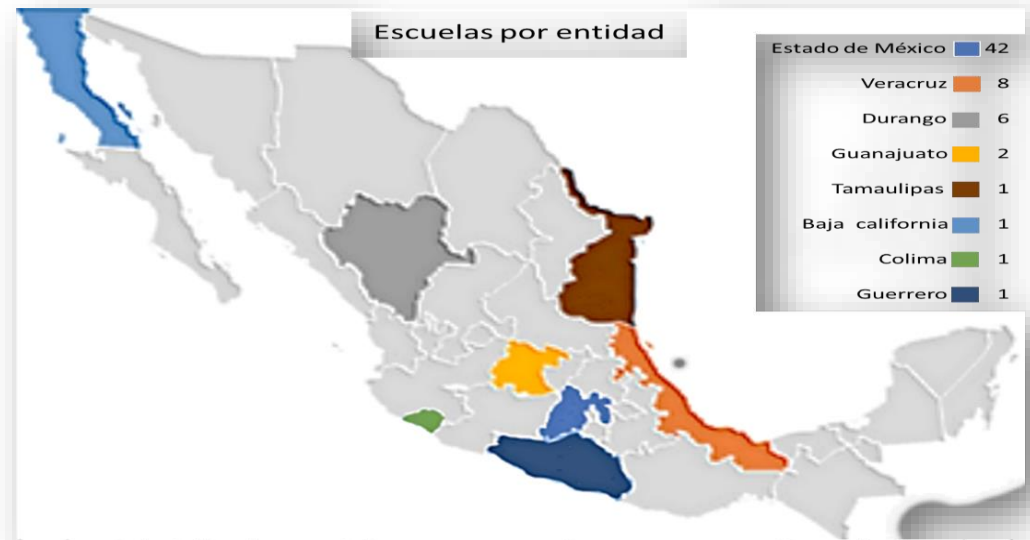 Escuelas por entidad
Estado de México 42
Veracruz 8
Durango 6
Guanajuato 2
Tamaulipas 1
Baja california 1
Colima 1
Guerrero 1